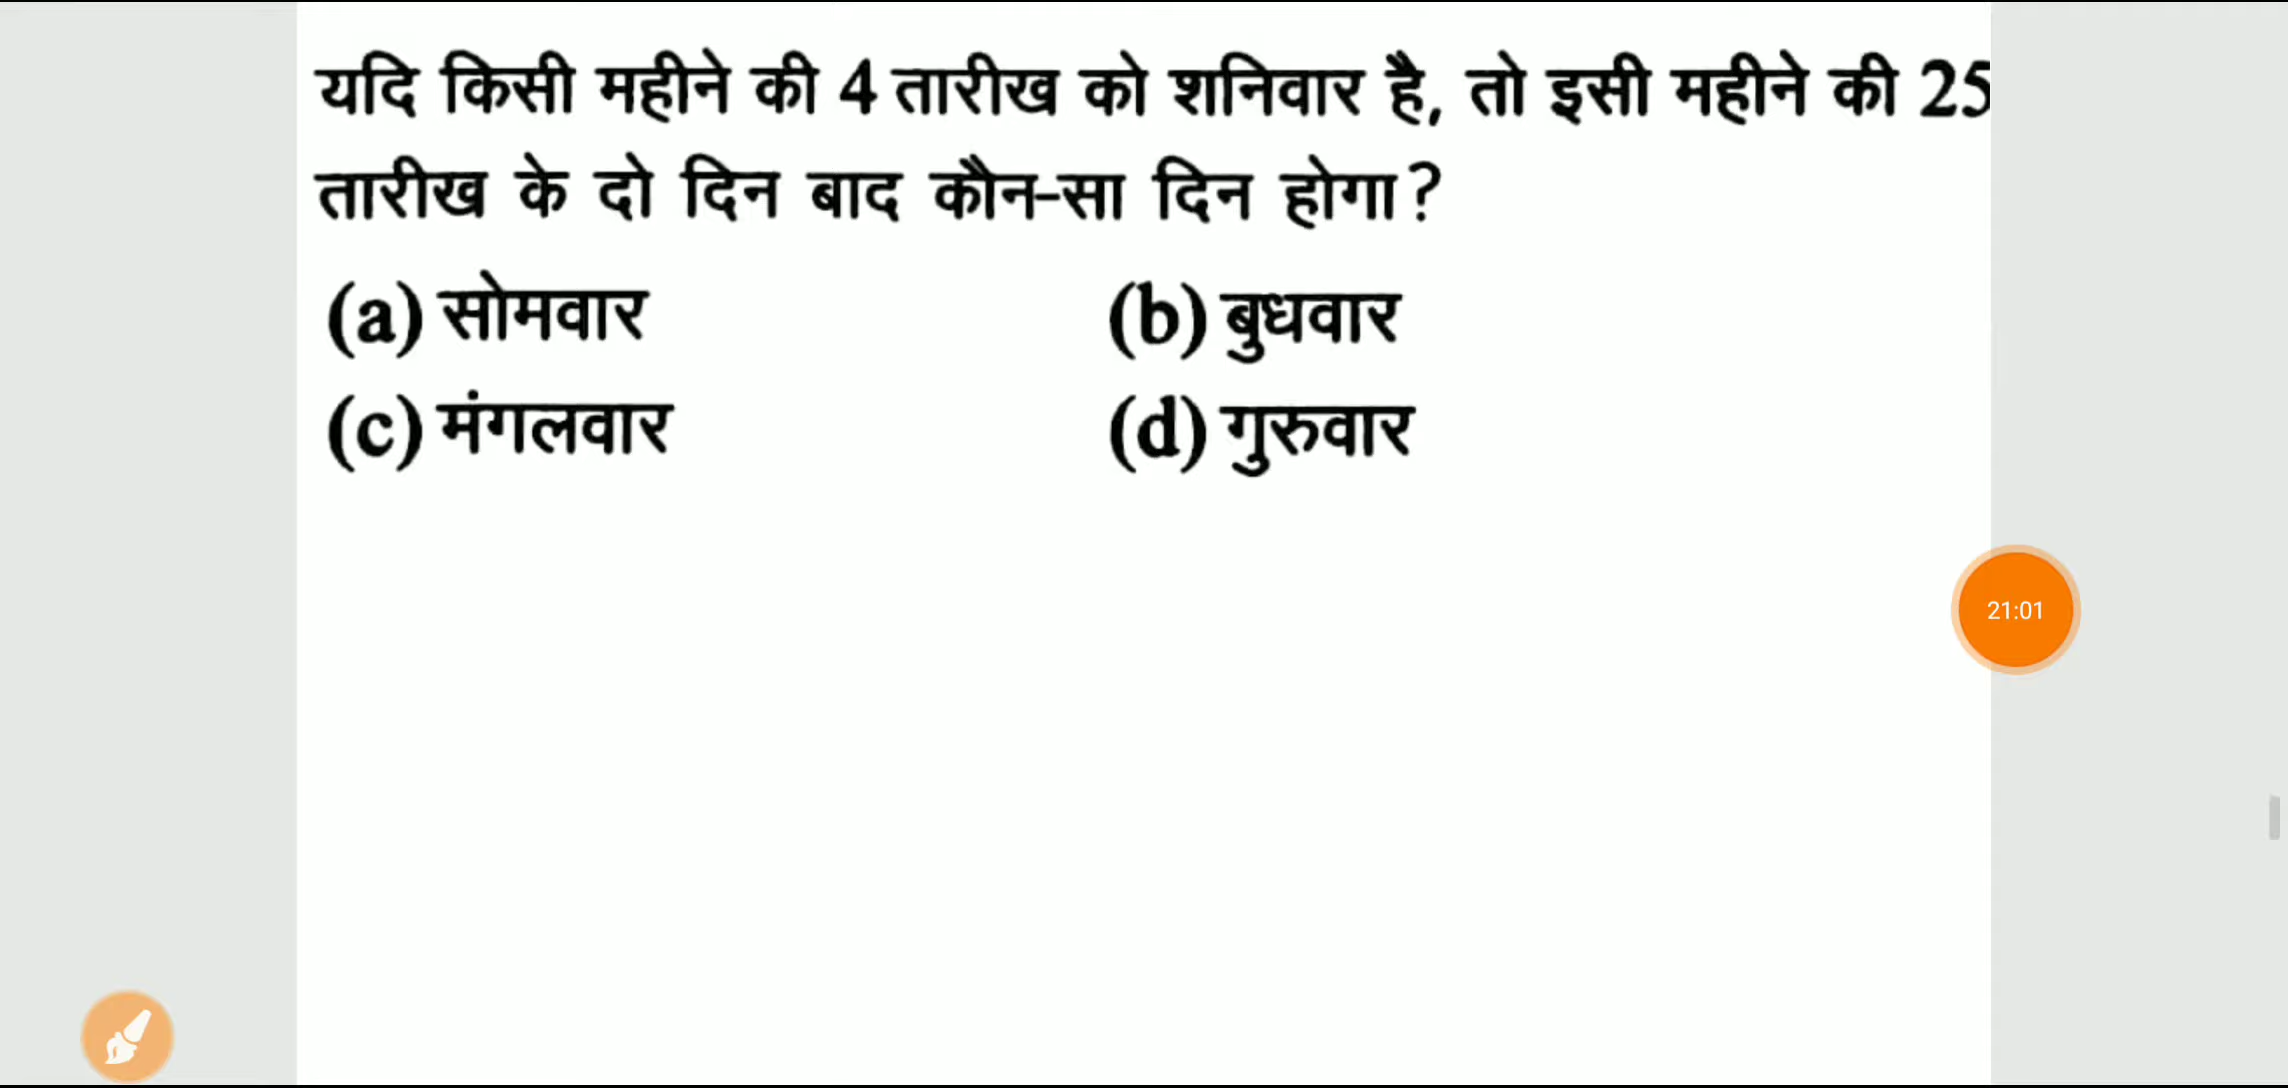 यदि किसी महीने की 4 तारीख को शनिवार है, तो इसी महीने की 25
तारीख के दो दिन बाद कौन-सा दिन होगा?
(a) सोमवार (b) बुधवार
(c) मंगलवार (d) गुरुवार
21:01